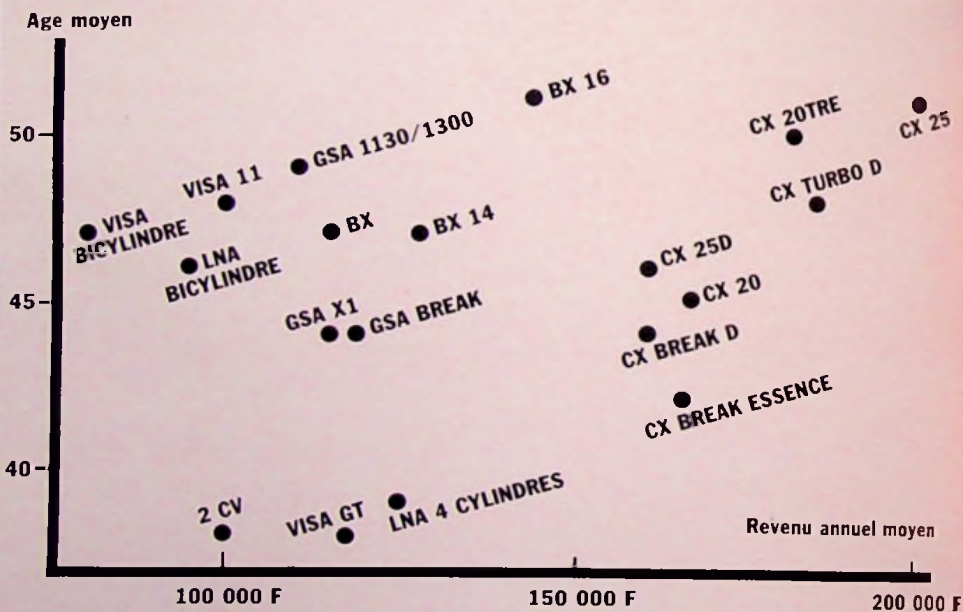 Age moyen
BX 16
50
CX 20TRE
CX 25
GSA 1130/1300
VISA 11
CX TURBO D
VISA
BICYLINDRE
BX
BX 14
LNA
BICYLINDRE
CX 25D
45
CX 20
GSA X1
GSA BREAK
CX BREAK D
CX BREAK ESSENCE
40
2 CV
VISA GT
LNA 4 CYLINDRES
Revenu annuel moyen
100 000 F
150 000 F
200 000 F